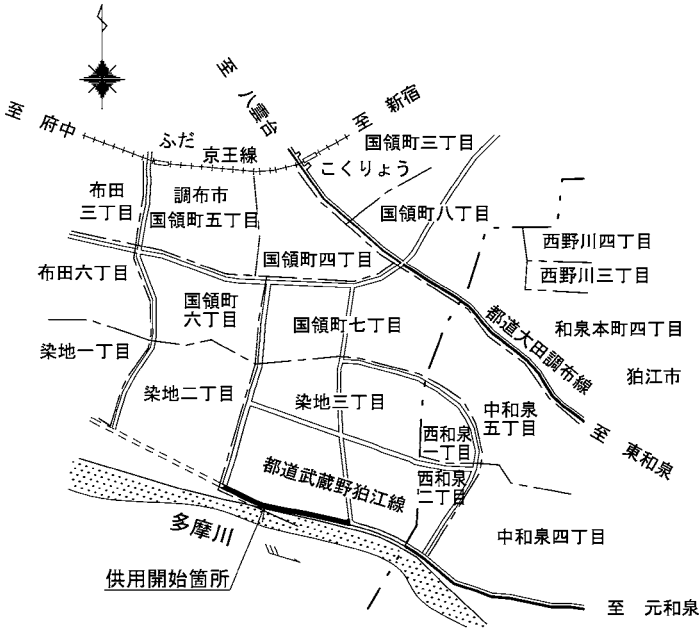 至 八雲台
至 新宿
至 府中
ふだ
京王線
こくりょう
国領町三丁目
布田
三丁目
調布市
国領町五丁目
国領町八丁目
西野川四丁目
国領町四丁目
西野川三丁目
布田六丁目
国領町
六丁目
国領町七丁目
都道大田調布線
和泉本町四丁目
染地一丁目
狛江市
染地二丁目
染地三丁目
中和泉
五丁目
西和泉
一丁目
至 東和泉
都道武蔵野狛江線
西和泉
二丁目
多摩川
中和泉四丁目
供用開始箇所
至 元和泉